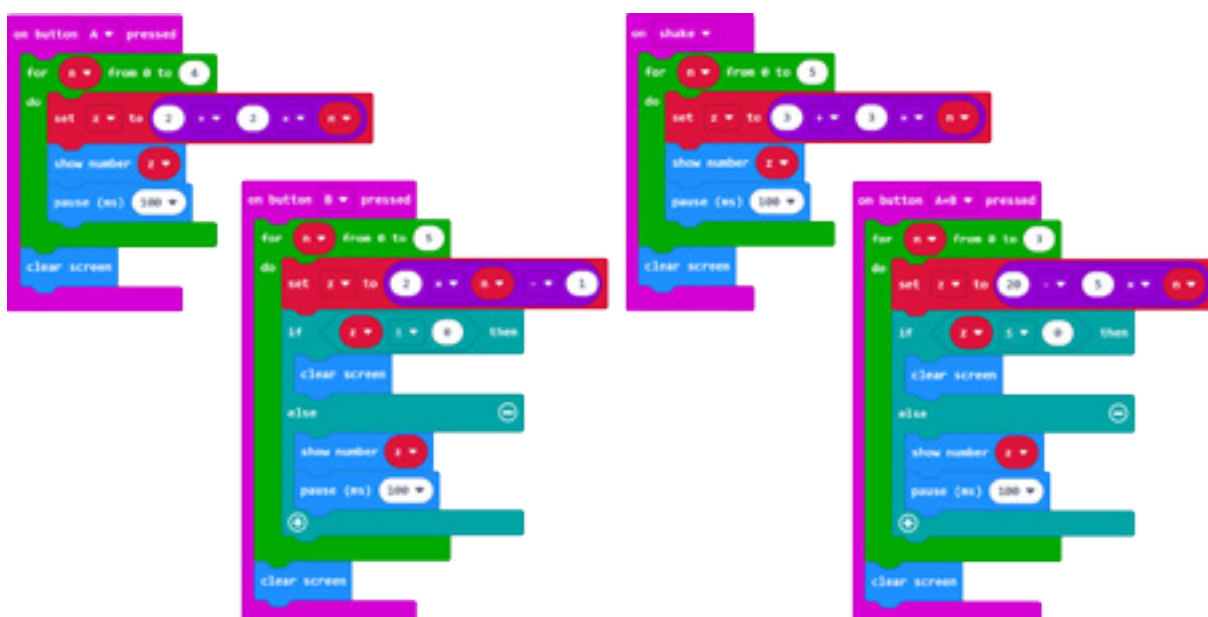 on button A pressed
for n from 0 to 4
do
set z to 2 + 2 × n
show number z
pause (ms) 100
clear screen
on button B pressed
for n from 0 to 5
do
set z to 2 × n - 1
if z 0 then
clear screen
else
show number z
pause (ms) 100
clear screen
on shake
for n from 0 to 5
do
set z to 3 + 3 × n
show number z
pause (ms) 100
clear screen
on button A+B pressed
for n from 0 to 3
do
set z to 20 - 5 × n
if z 0 then
clear screen
else
show number z
pause (ms) 100
clear screen